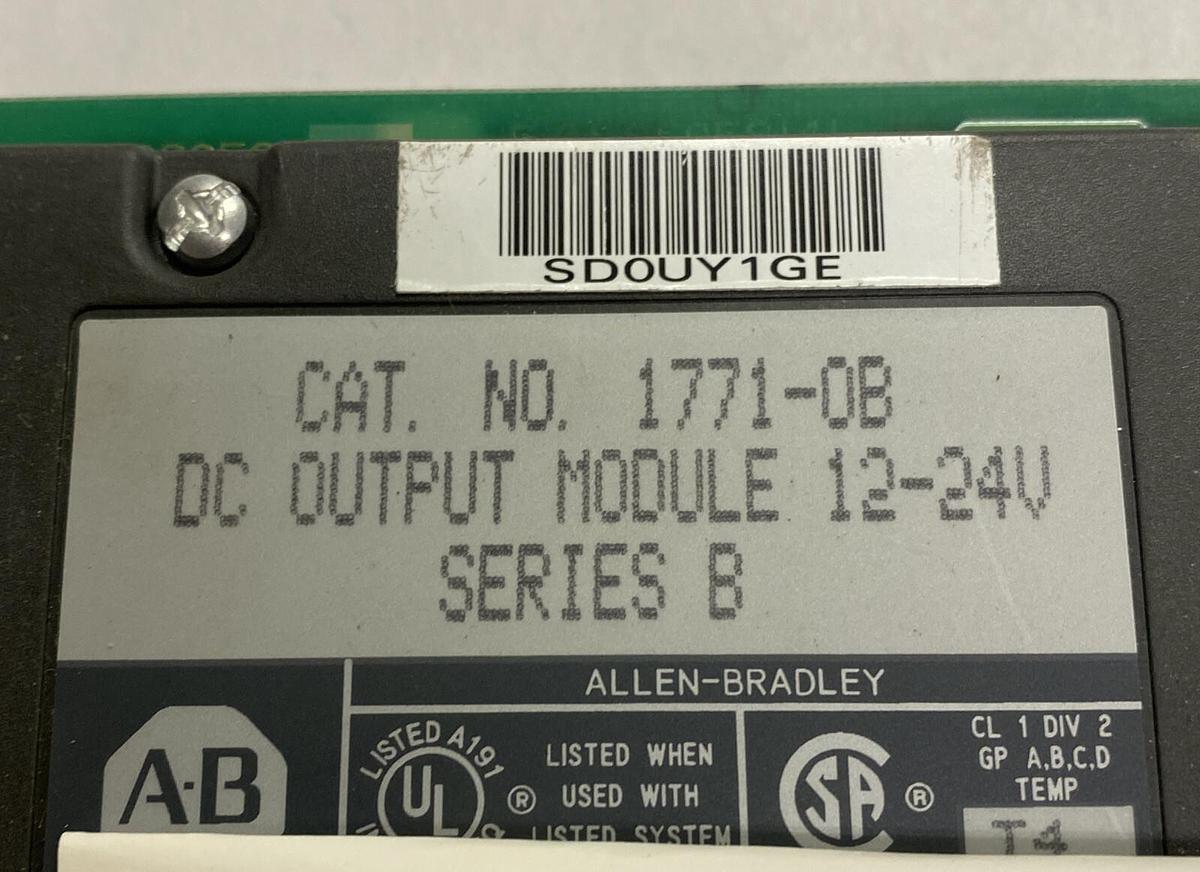 SD0UY1GE
CAT. NO. 1771-OB
DC OUTPUT MODULE 12-24V
SERIES B
ALLEN-BRADLEY
A-B
LISTED A191
UL
®
LISTED WHEN
USED WITH
LISTED SYSTEM
SA
®
CL 1 DIV 2
GP A,B,C,D
TEMP
T4